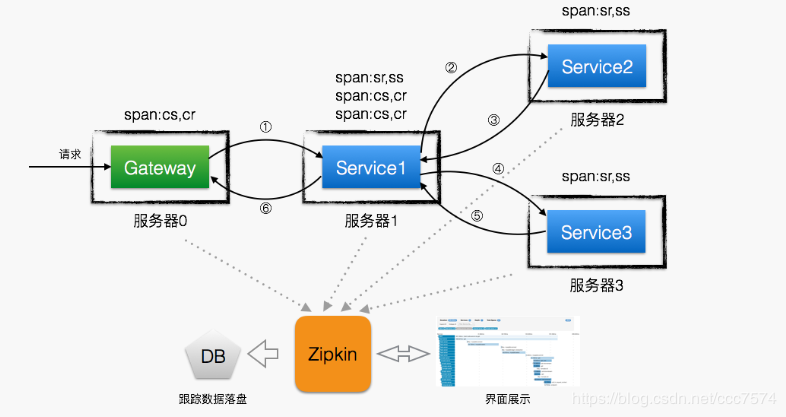 span:sr,ss
Service2
服务器2
span:sr,ss
span:cs,cr
span:cs,cr
span:cs,cr
请求
Gateway
服务器0
①
⑥
Service1
服务器1
②
③
④
⑤
span:sr,ss
Service3
服务器3
DB
跟踪数据落盘
Zipkin
界面展示
https://blog.csdn.net/ccc7574